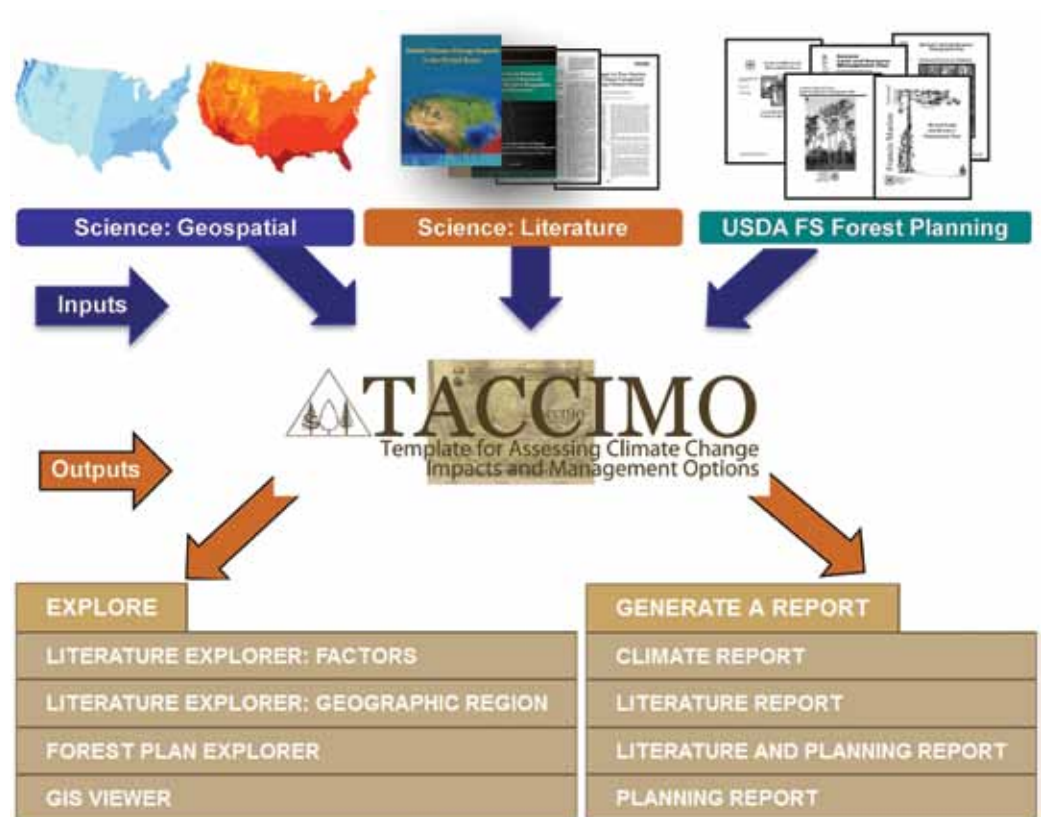 Science: Geospatial
Science: Literature
USDA FS Forest Planning
Inputs
TACCIMO
Template for Assessing Climate Change
Impacts and Management Options
Outputs
EXPLORE
LITERATURE EXPLORER: FACTORS
LITERATURE EXPLORER: GEOGRAPHIC REGION
FOREST PLAN EXPLORER
GIS VIEWER
GENERATE A REPORT
CLIMATE REPORT
LITERATURE REPORT
LITERATURE AND PLANNING REPORT
PLANNING REPORT